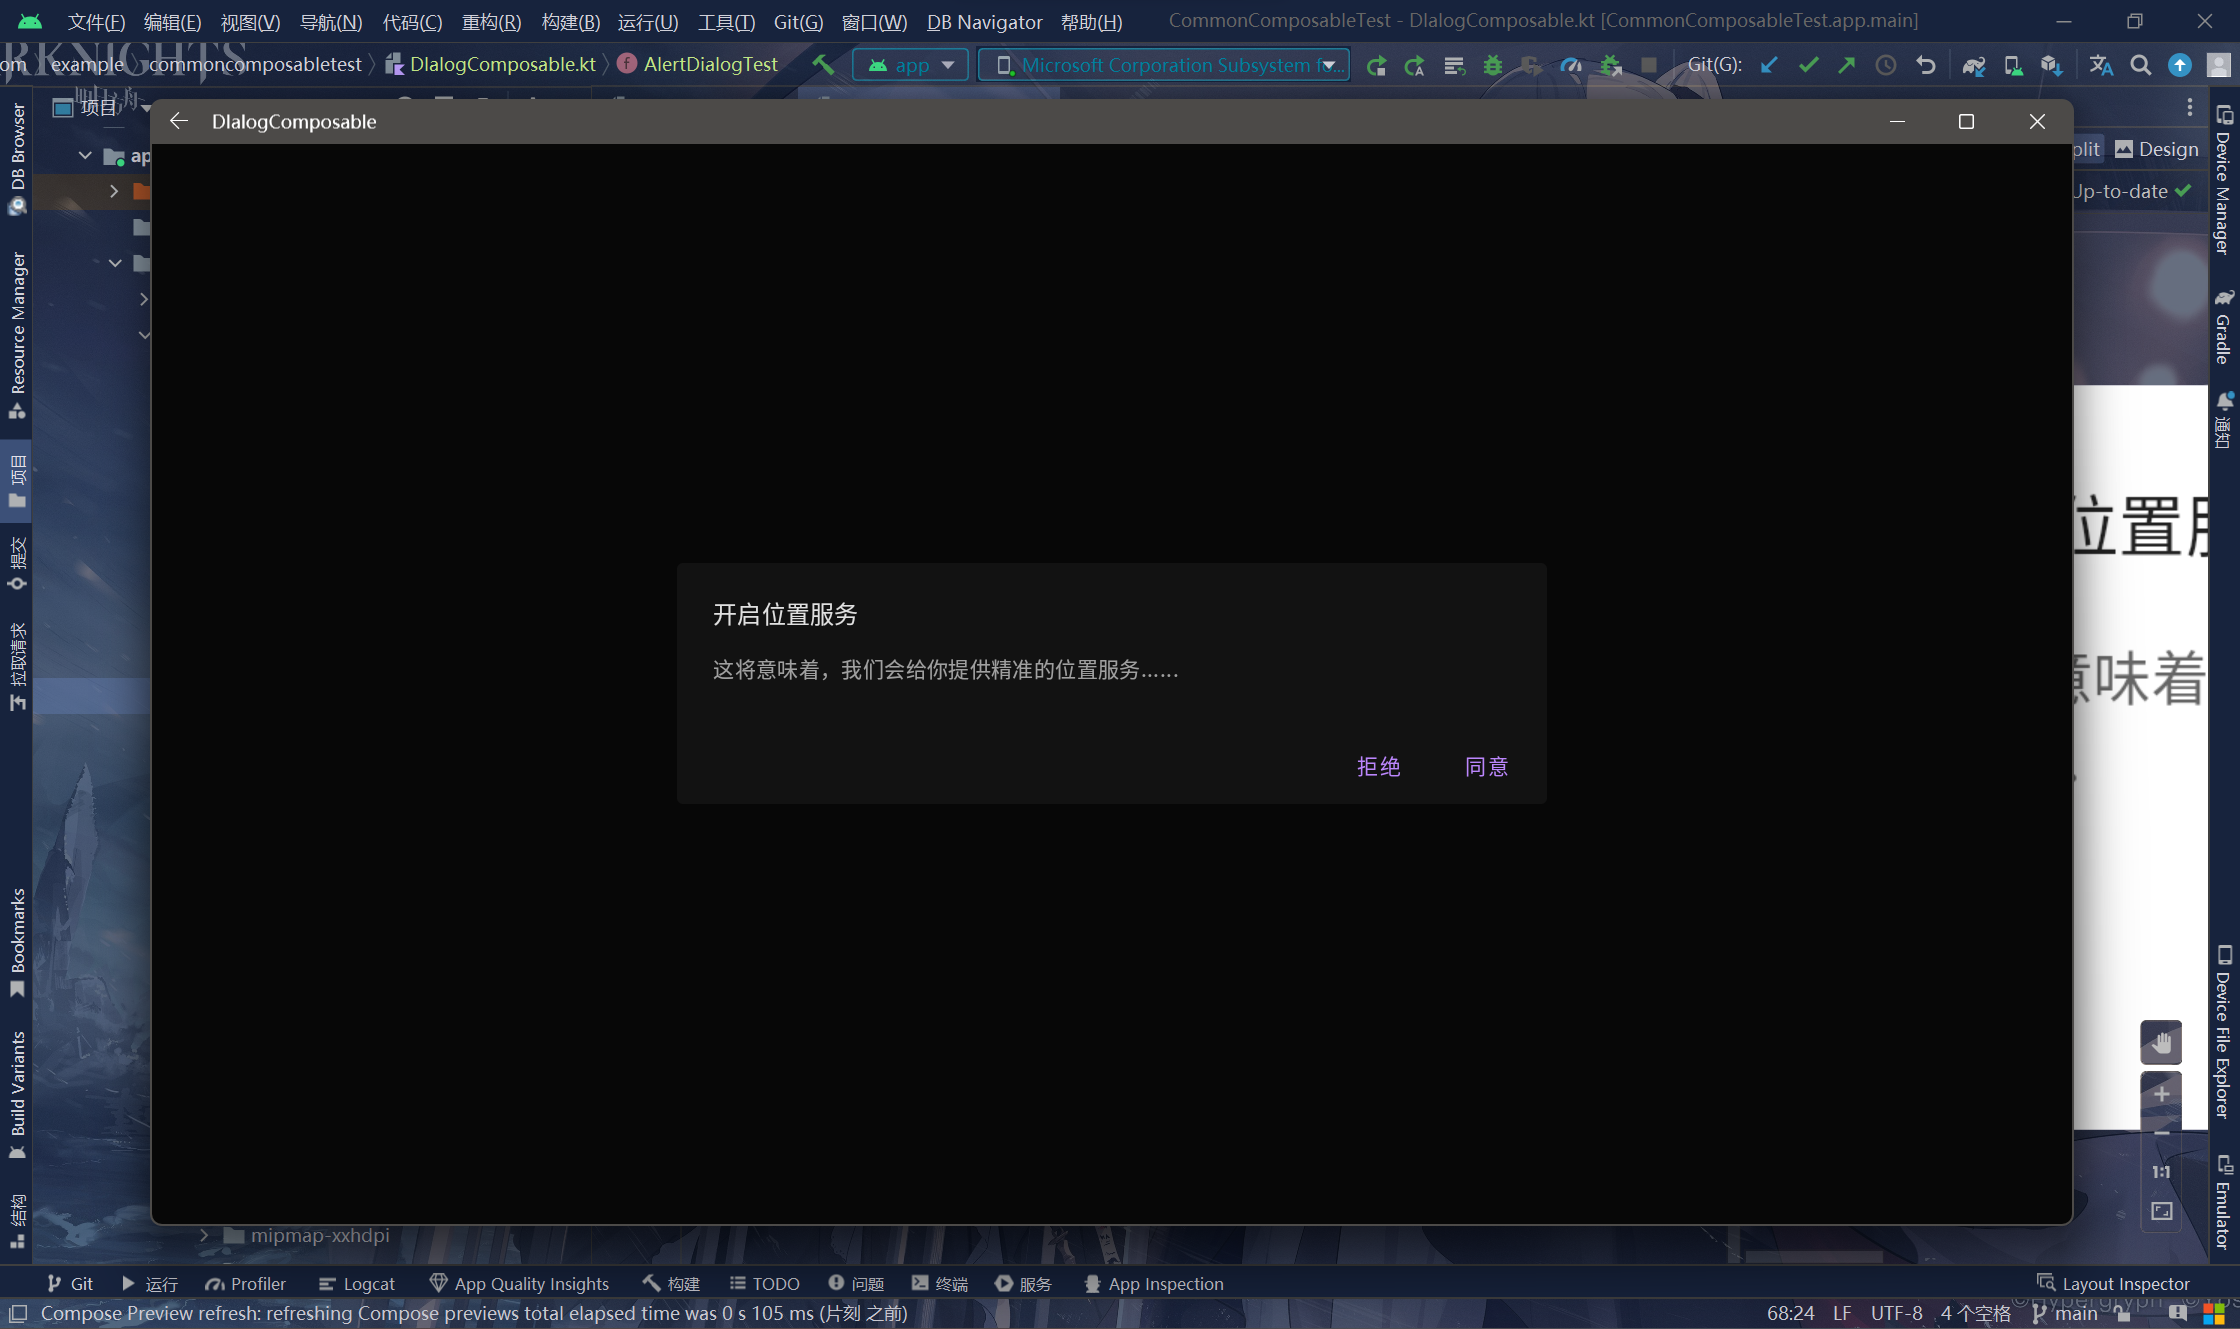 文件(F) 编辑(E) 视图(V) 导航(N) 代码(C) 重构(R) 构建(B) 运行(U) 工具(T) Git(G) 窗口(W) DB Navigator 帮助(H) CommonComposableTest - DIalogComposable.kt [CommonComposableTest.app.main]
om example commoncomposabletest DIalogComposable.kt AlertDialogTest app Microsoft Corporation Subsystem fo... Git(G):
项目
DIalogComposable
ap
plit Design
Up-to-date
DB Browser
Resource Manager
项目
提交
拉取请求
Bookmarks
Build Variants
结构
开启位置服务
这将意味着，我们会给你提供精准的位置服务......
拒绝 同意
位置服
意味着
1:1
Device Manager
Gradle
通知
Device File Explorer
Emulator
mipmap-xxhdpi
Git 运行 Profiler Logcat App Quality Insights 构建 TODO 问题 终端 服务 App Inspection Layout Inspector
Compose Preview refresh: refreshing Compose previews total elapsed time was 0 s 105 ms (片刻 之前) 68:24 LF UTF-8 4 个空格 main